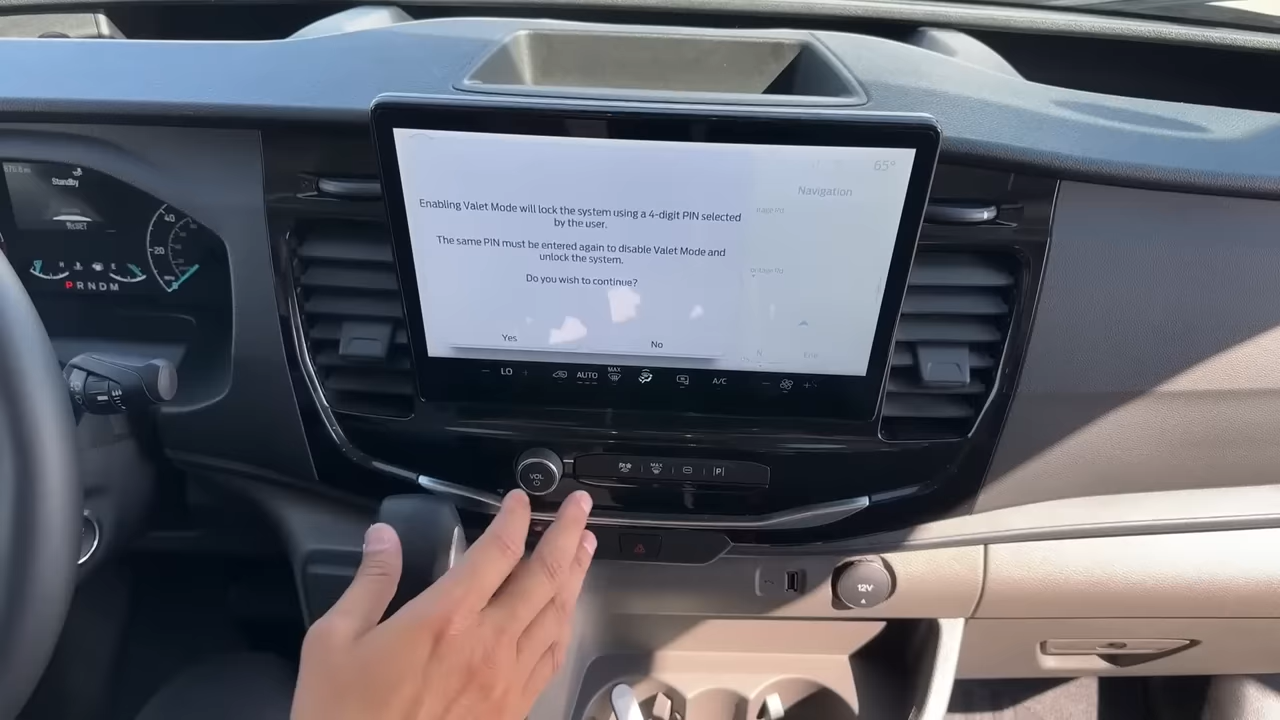 Standby
40
20
PRNDM
65°
Navigation
Enabling Valet Mode will lock the system using a 4-digit PIN selected
by the user.
The same PIN must be entered again to disable Valet Mode and
unlock the system.
Do you wish to continue?
Yes
No
- LO +
AUTO
MAX
A/C
- +
VOL
MAX
P
12V